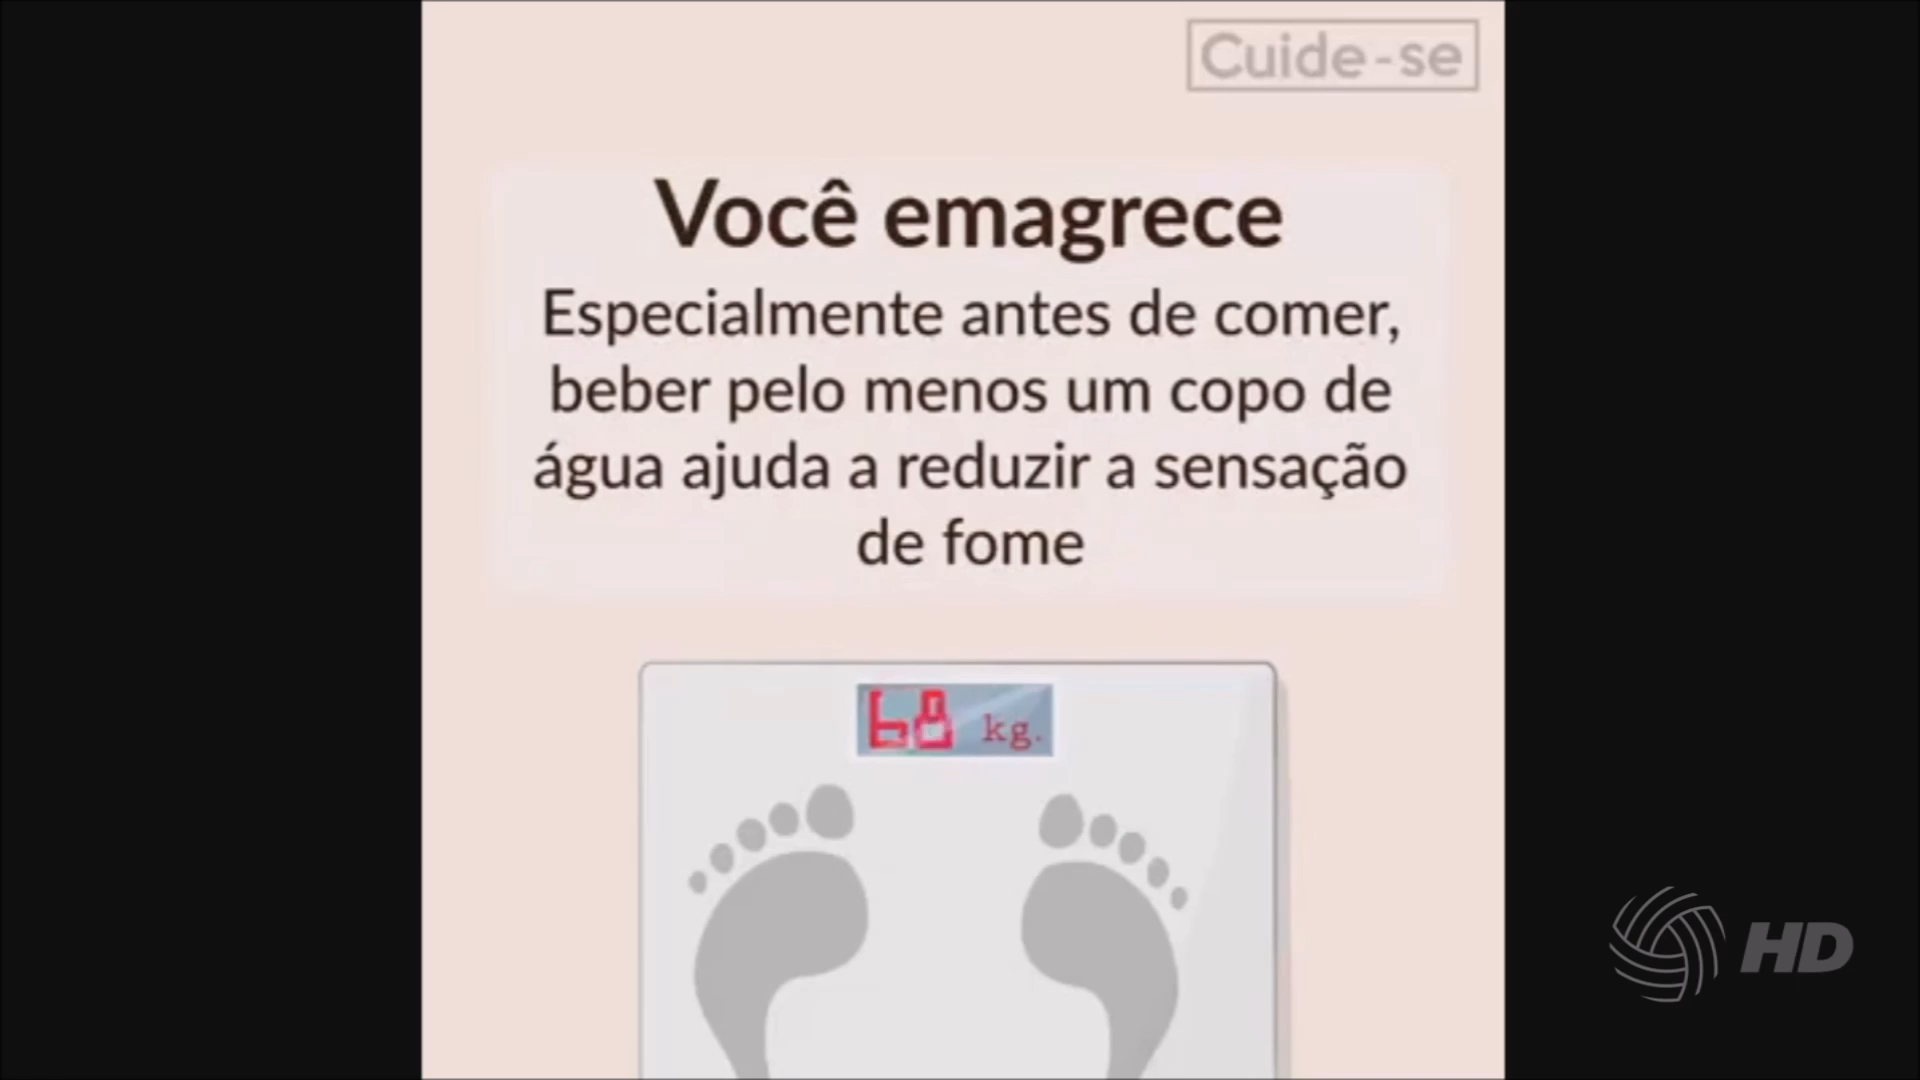 Cuide-se
Você emagrece
Especialmente antes de comer,
beber pelo menos um copo de
água ajuda a reduzir a sensação
de fome
68 kg.
HD